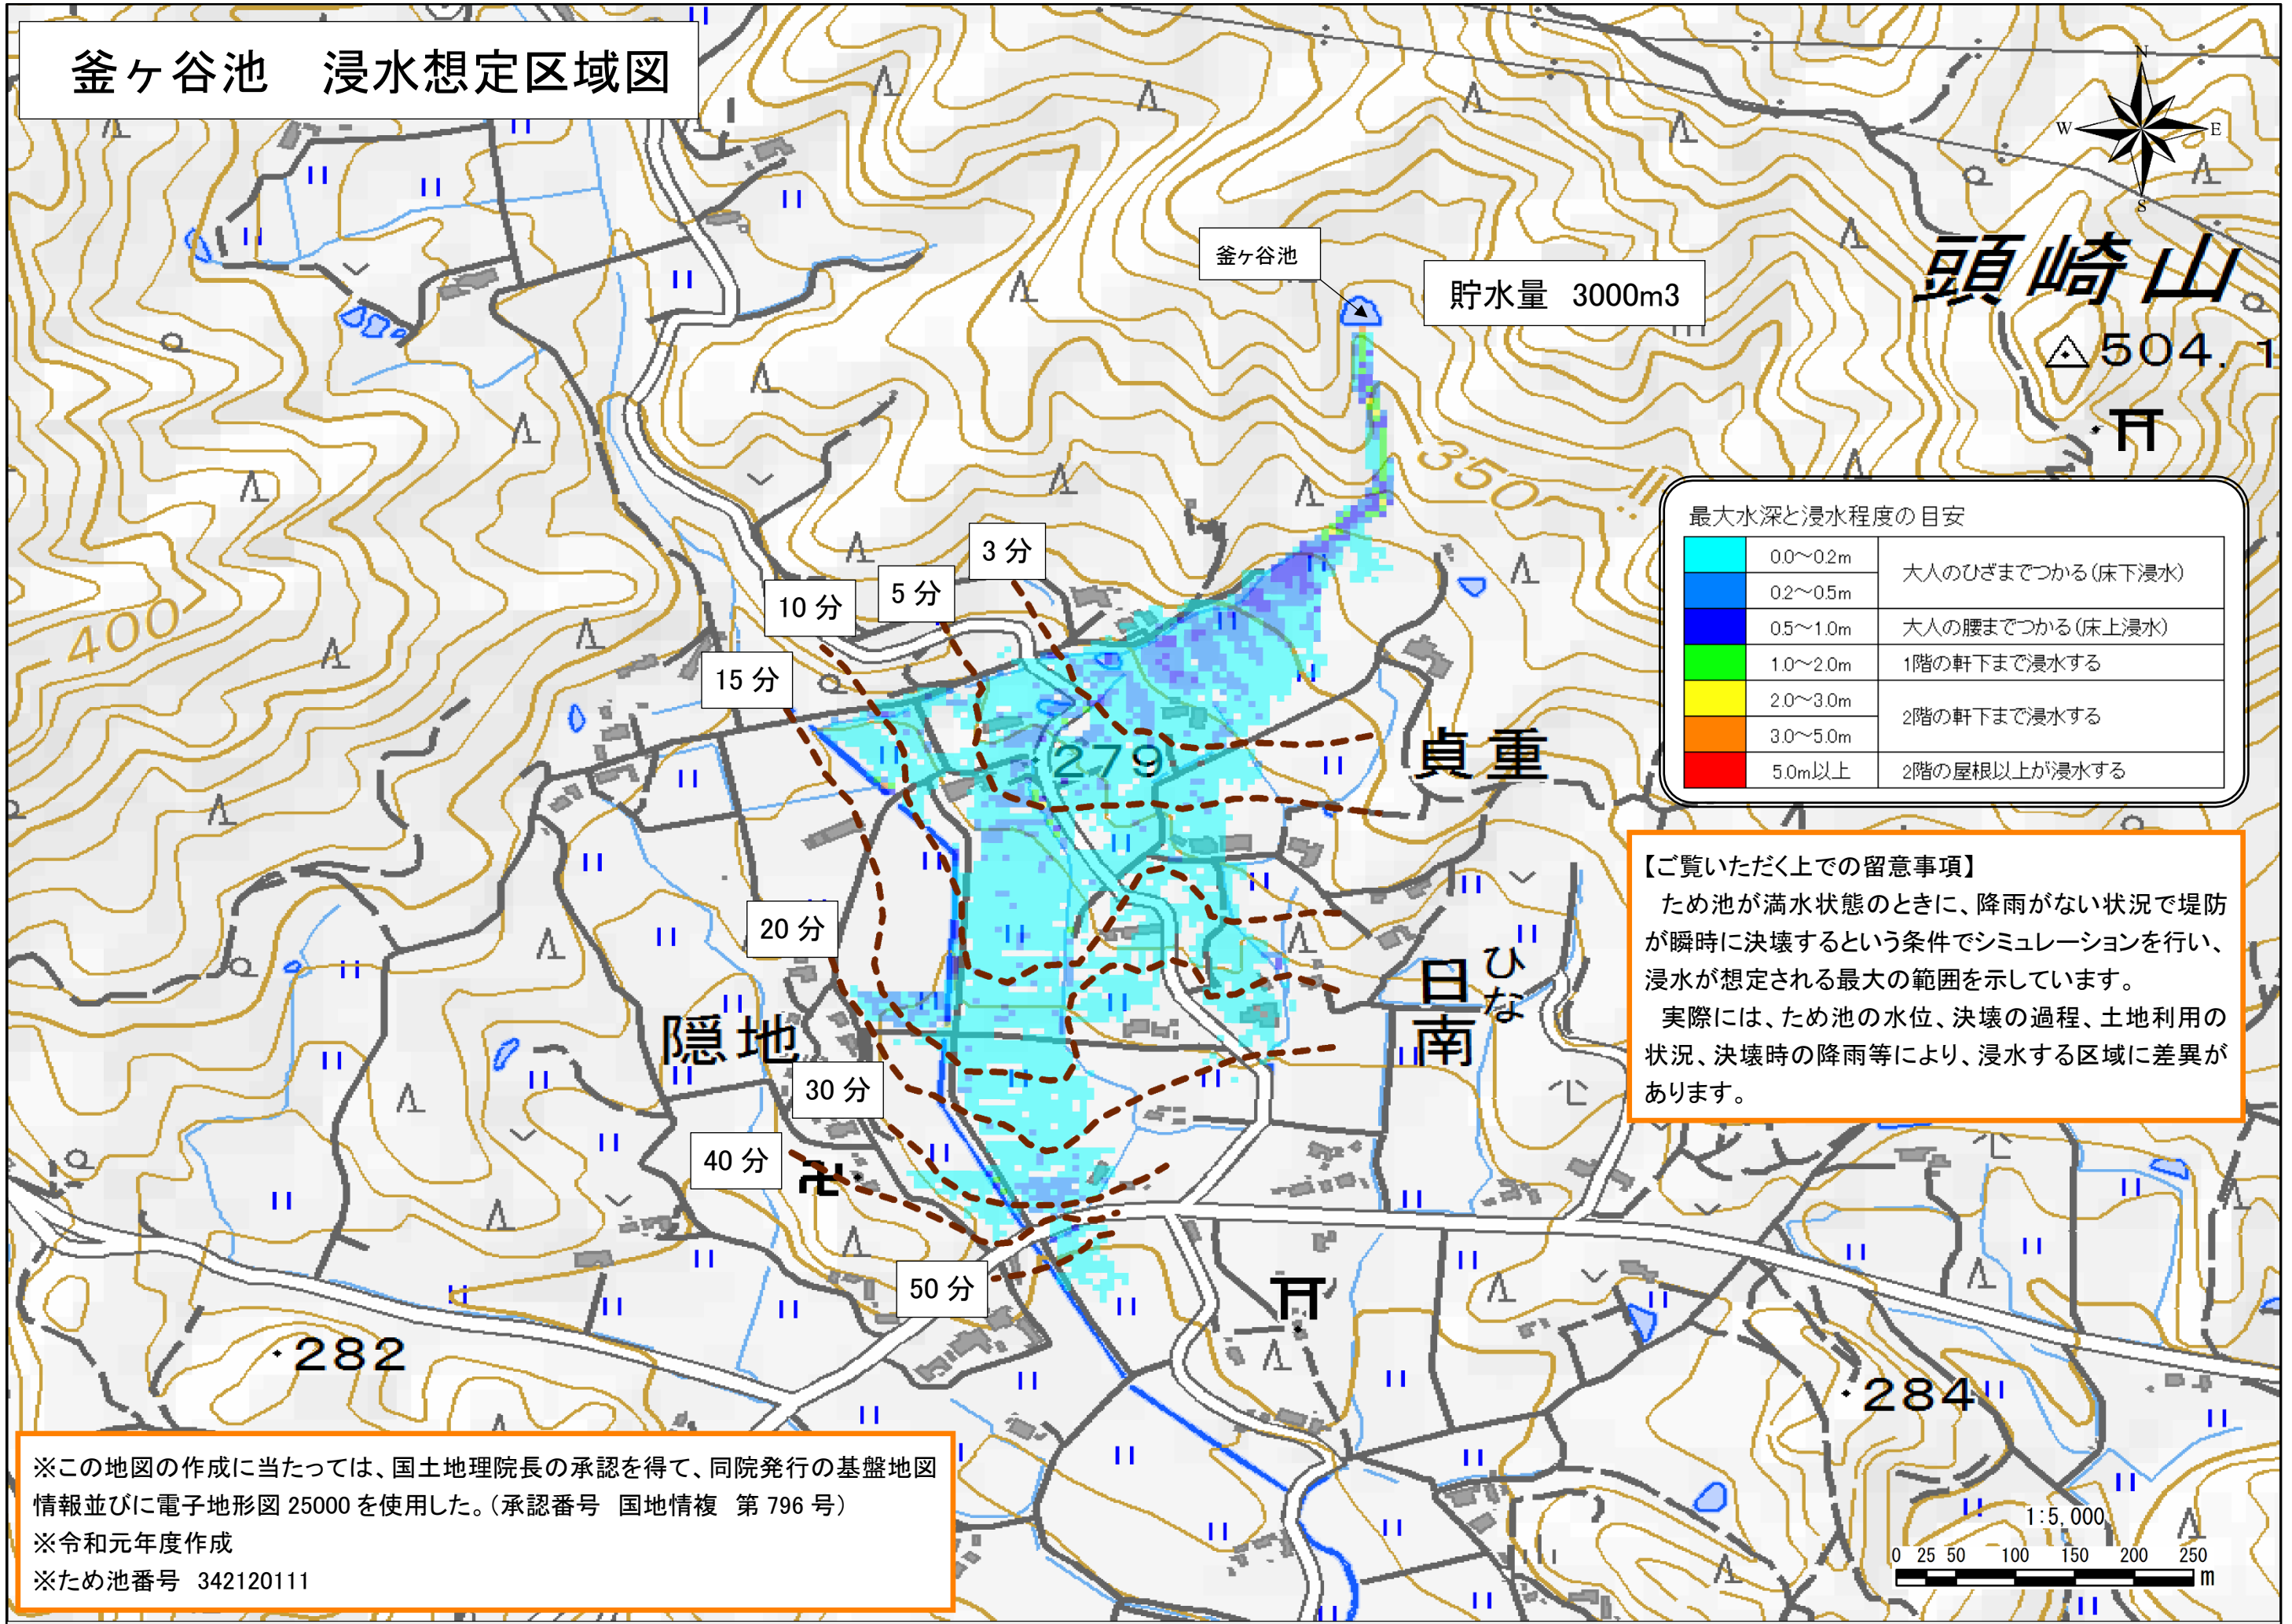 釜ヶ谷池　浸水想定区域図
N
W
E
S
釜ヶ谷池
貯水量　3000m3
頭崎山
504.1
350
400
最大水深と浸水程度の目安
0.0～0.2m
大人のひざまでつかる(床下浸水)
0.2～0.5m
0.5～1.0m
大人の腰までつかる(床上浸水)
1.0～2.0m
1階の軒下まで浸水する
2.0～3.0m
2階の軒下まで浸水する
3.0～5.0m
5.0m以上
2階の屋根以上が浸水する
3分
5分
10分
15分
279
貞重
20分
日南
ひな
隠地
30分
40分
50分
282
284
【ご覧いただく上での留意事項】
ため池が満水状態のときに、降雨がない状況で堤防
が瞬時に決壊するという条件でシミュレーションを行い、
浸水が想定される最大の範囲を示しています。
実際には、ため池の水位、決壊の過程、土地利用の
状況、決壊時の降雨等により、浸水する区域に差異が
あります。
※この地図の作成に当たっては、国土地理院長の承認を得て、同院発行の基盤地図
情報並びに電子地形図 25000 を使用した。（承認番号　国地情複　第 796 号）
※令和元年度作成
※ため池番号　342120111
1:5,000
0 25 50 100 150 200 250
m